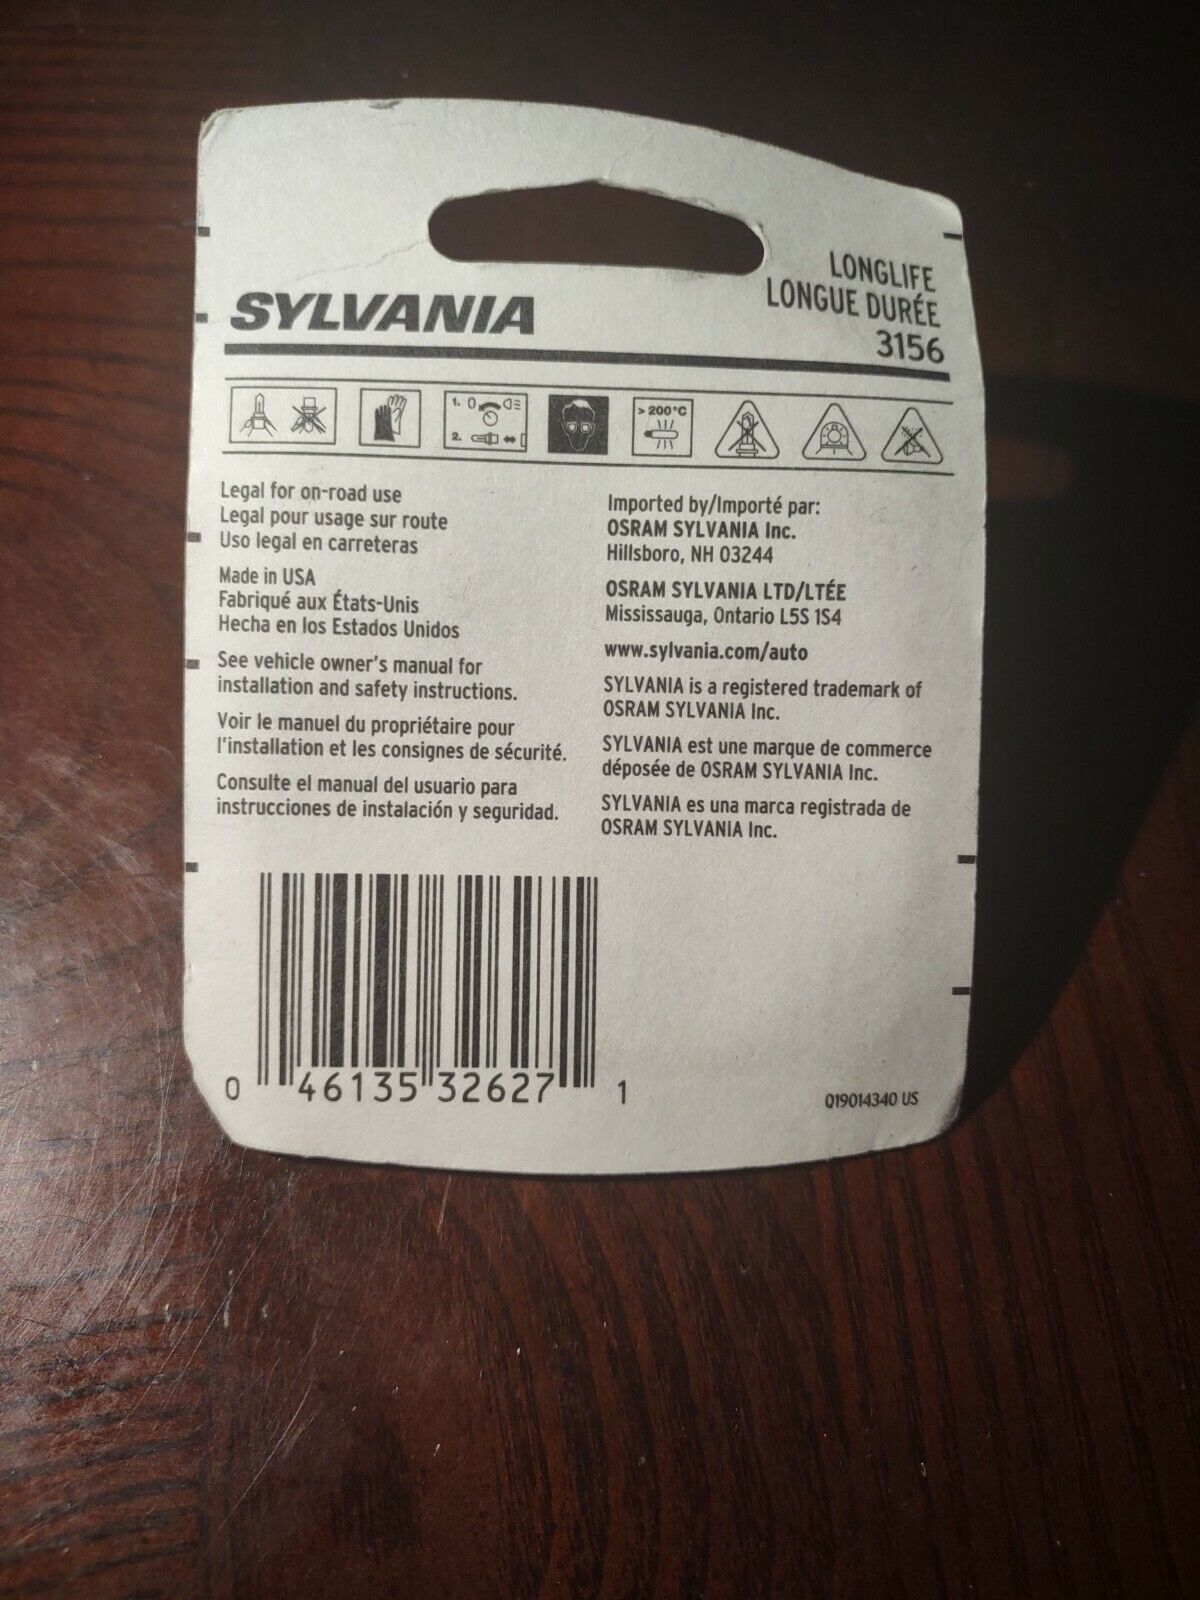 LONGLIFE
LONGUE DURÉE
3156
SYLVANIA
1. 0
2.
> 200°C
Legal for on-road use
Legal pour usage sur route
Uso legal en carreteras
Made in USA
Fabriqué aux États-Unis
Hecha en los Estados Unidos
See vehicle owner's manual for
installation and safety instructions.
Voir le manuel du propriétaire pour
l'installation et les consignes de sécurité.
Consulte el manual del usuario para
instrucciones de instalación y seguridad.
Imported by/Importé par:
OSRAM SYLVANIA Inc.
Hillsboro, NH 03244
OSRAM SYLVANIA LTD/LTÉE
Mississauga, Ontario L5S 1S4
www.sylvania.com/auto
SYLVANIA is a registered trademark of
OSRAM SYLVANIA Inc.
SYLVANIA est une marque de commerce
déposée de OSRAM SYLVANIA Inc.
SYLVANIA es una marca registrada de
OSRAM SYLVANIA Inc.
0 46135 32627 1
Q19014340 US